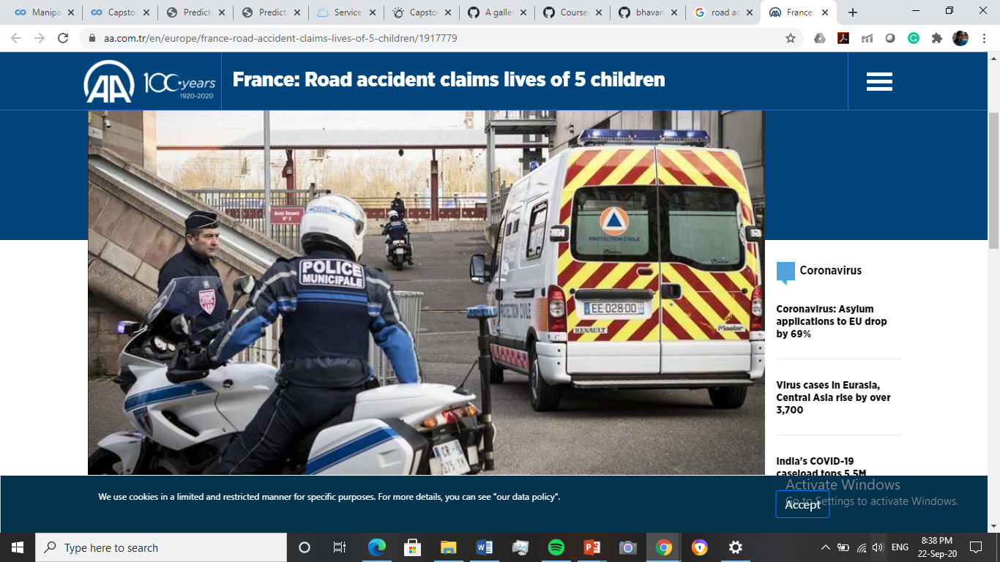 Manipa
Capsto
Predicti
Predicti
Service
Capsto
A galle
Course
bhavan
road ac
France:
aa.com.tr/en/europe/france-road-accident-claims-lives-of-5-children/1917779
AA
100 years
1920-2020
France: Road accident claims lives of 5 children
ACCÈS SÉCURITÉ
N° 3
POLICE
MUNICIPALE
PROTECTION CIVILE
PROTECTION CIVILE
EE-028-DD
RENAULT
Master
CR
575-YH
Coronavirus
Coronavirus: Asylum
applications to EU drop
by 69%
Virus cases in Eurasia,
Central Asia rise by over
3,700
India's COVID-19
caseload tops 5.5M
We use cookies in a limited and restricted manner for specific purposes. For more details, you can see "our data policy".
Accept
Activate Windows
Go to Settings to activate Windows.
Type here to search
ENG
8:38 PM
22-Sep-20